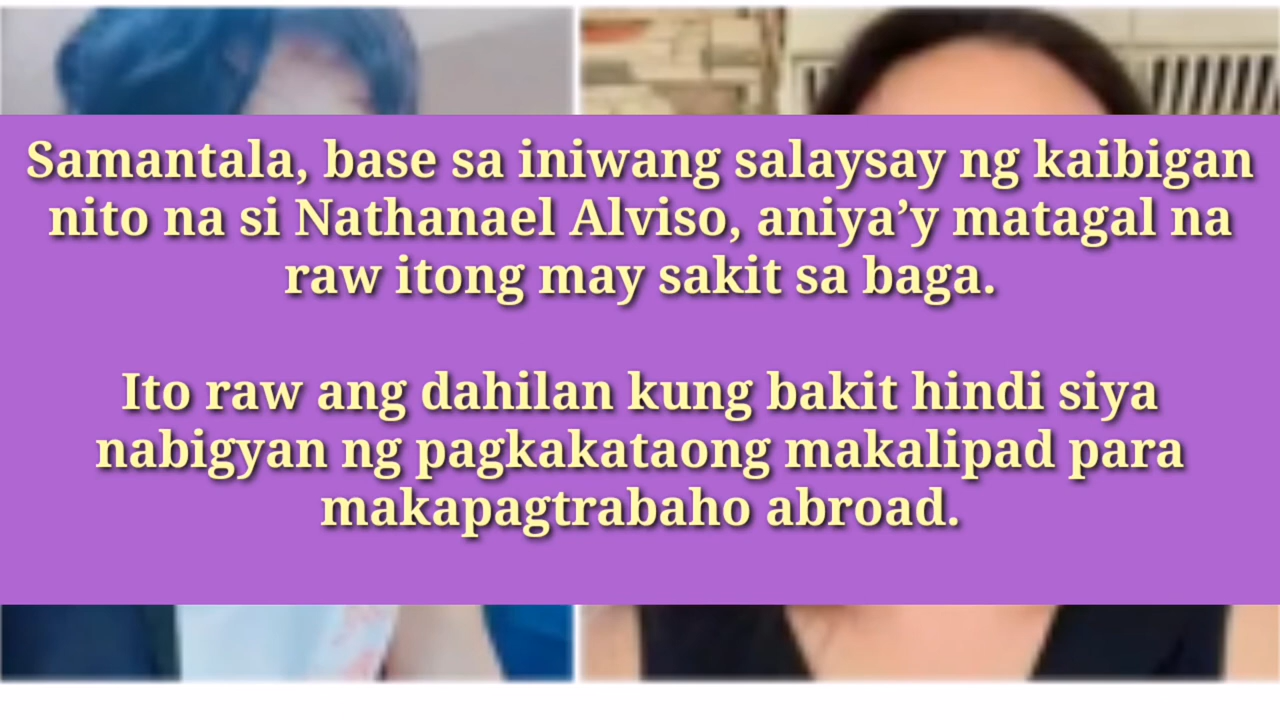 Samantala, base sa iniwang salaysay ng kaibigan
nito na si Nathanael Alviso, aniya’y matagal na
raw itong may sakit sa baga.
Ito raw ang dahilan kung bakit hindi siya
nabigyan ng pagkakataong makalipad para
makapagtrabaho abroad.